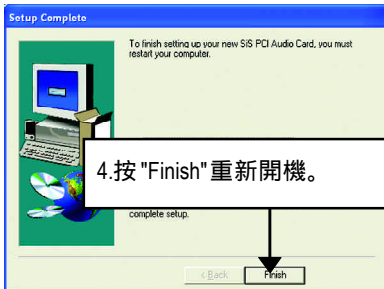 Setup Complete
To finish setting up your new SiS PCI Audio Card, you must
restart your computer.
4.按"Finish"重新開機。
complete setup.
< Back
Finish